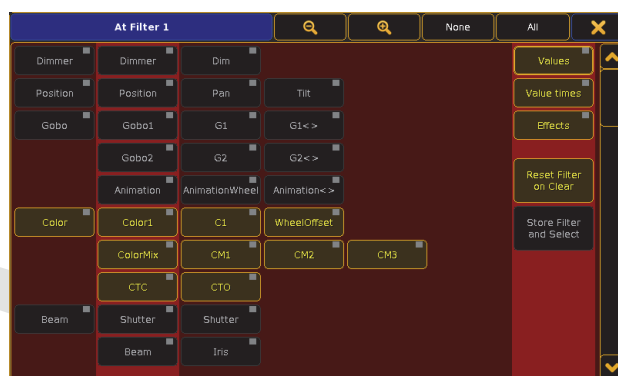 At Filter 1 None All
Dimmer Dimmer Dim Values
Position Position Pan Tilt Value times
Gobo Gobo1 G1 G1<> Effects
Gobo2 G2 G2<>
Animation AnimationWheel Animation<> Reset Filter on Clear
Color Color1 C1 WheelOffset Store Filter and Select
ColorMix CM1 CM2 CM3
CTC CTO
Beam Shutter Shutter
Beam Iris